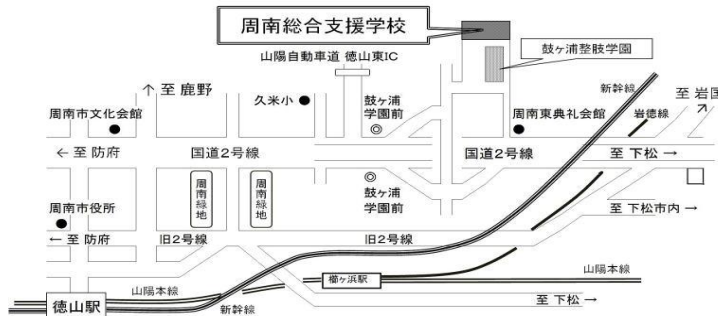 周南総合支援学校
鼓ヶ浦整肢学園
山陽自動車道 徳山東IC
新幹線
至 岩国
↑ 至 鹿野
周南市文化会館
久米小
鼓ヶ浦
学園前
周南東典礼会館
岩徳線
← 至 防府
国道2号線
国道2号線
至 下松 →
周南緑地
周南緑地
鼓ヶ浦
学園前
周南市役所
至 下松市内 →
← 至 防府
旧2号線
旧2号線
櫛ヶ浜駅
山陽本線
山陽本線
徳山駅
新幹線
至 下松 →